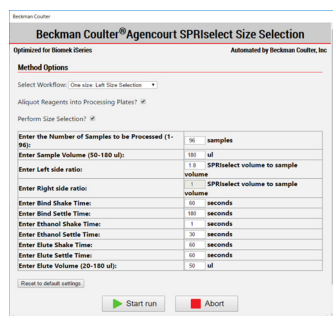 Beckman Coulter
Beckman Coulter®Agencourt SPRIselect Size Selection
Optimized for Biomek iSeries Automated by Beckman Coulter, Inc
Method Options
Select Workflow: One size Left Size Selection
Aliquot Reagents into Processing Plates?
Perform Size Selection?
Enter the Number of Samples to be Processed (1-96): 96 samples
Enter Sample Volume (50-180 ul): 180 ul
Enter Left side ratio: 1.8 SPRIselect volume to sample volume
Enter Right side ratio: 1 SPRIselect volume to sample volume
Enter Bind Shake Time: 60 seconds
Enter Bind Settle Time: 180 seconds
Enter Ethanol Shake Time: 1 seconds
Enter Ethanol Settle Time: 30 seconds
Enter Elute Shake Time: 60 seconds
Enter Elute Settle Time: 60 seconds
Enter Elute Volume (20-180 ul): 50 ul
Reset to default settings
Start run Abort